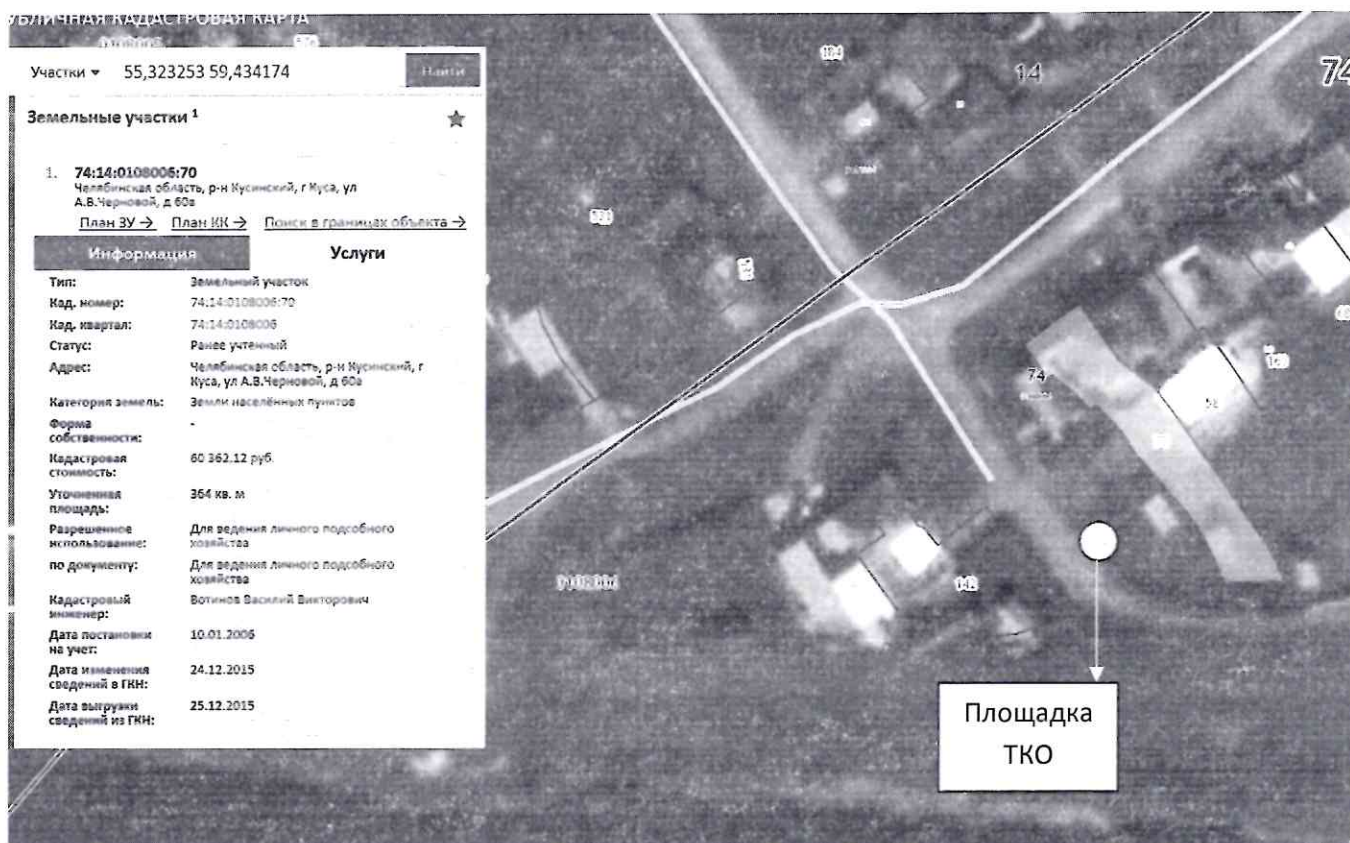 УБЛИЧНАЯ КАДАСТРОВАЯ КАРТА
Участки 55,323253 59,434174 Найти
Земельные участки 1
1. 74:14:0108006:70
Челябинская область, р-н Кусинский, г Куса, ул
А.В.Черновой, д 60а
План ЗУ → План КК → Поиск в границах объекта →
Информация Услуги
Тип: Земельный участок
Кад. номер: 74:14:0108006:70
Кад. квартал: 74:14:0108006
Статус: Ранее учтенный
Адрес: Челябинская область, р-н Кусинский, г
Куса, ул А.В.Черновой, д 60а
Категория земель: Земли населённых пунктов
Форма
собственности: -
Кадастровая
стоимость: 60 362.12 руб.
Уточненная
площадь: 364 кв. м
Разрешенное
использование: Для ведения личного подсобного
хозяйства
по документу: Для ведения личного подсобного
хозяйства
Кадастровый
инженер: Вотинов Василий Викторович
Дата постановки
на учет: 10.01.2006
Дата изменения
сведений в ГКН: 24.12.2015
Дата выгрузки
сведений из ГКН: 25.12.2015
14
74
74
142
Площадка
ТКО